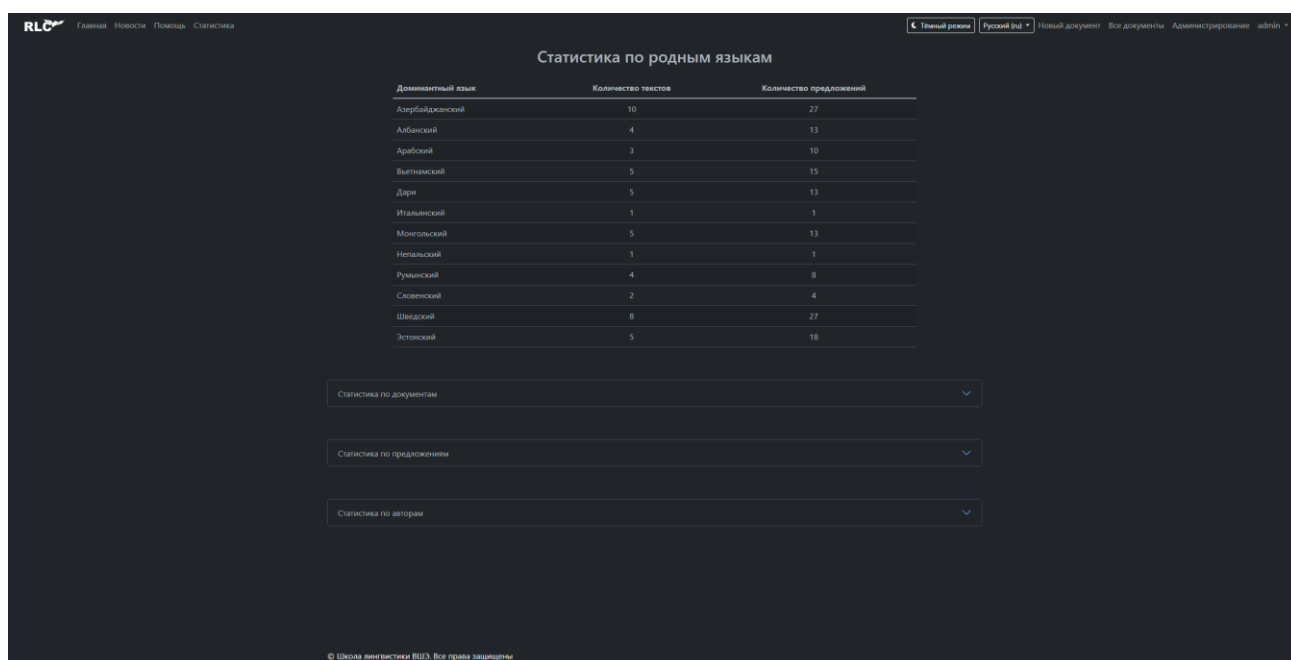 RLC Главная Новости Помощь Статистика Тёмный режим Русский (ru) Новый документ Все документы Администрирование admin
Статистика по родным языкам
Доминантный язык Количество текстов Количество предложений
Азербайджанский 10 27
Албанский 4 13
Арабский 3 10
Вьетнамский 5 15
Дари 5 13
Итальянский 1 1
Монгольский 5 13
Непальский 1 1
Румынский 4 8
Словенский 2 4
Шведский 8 27
Эстонский 5 18
Статистика по документам
Статистика по предложениям
Статистика по авторам
© Школа лингвистики ВШЭ. Все права защищены